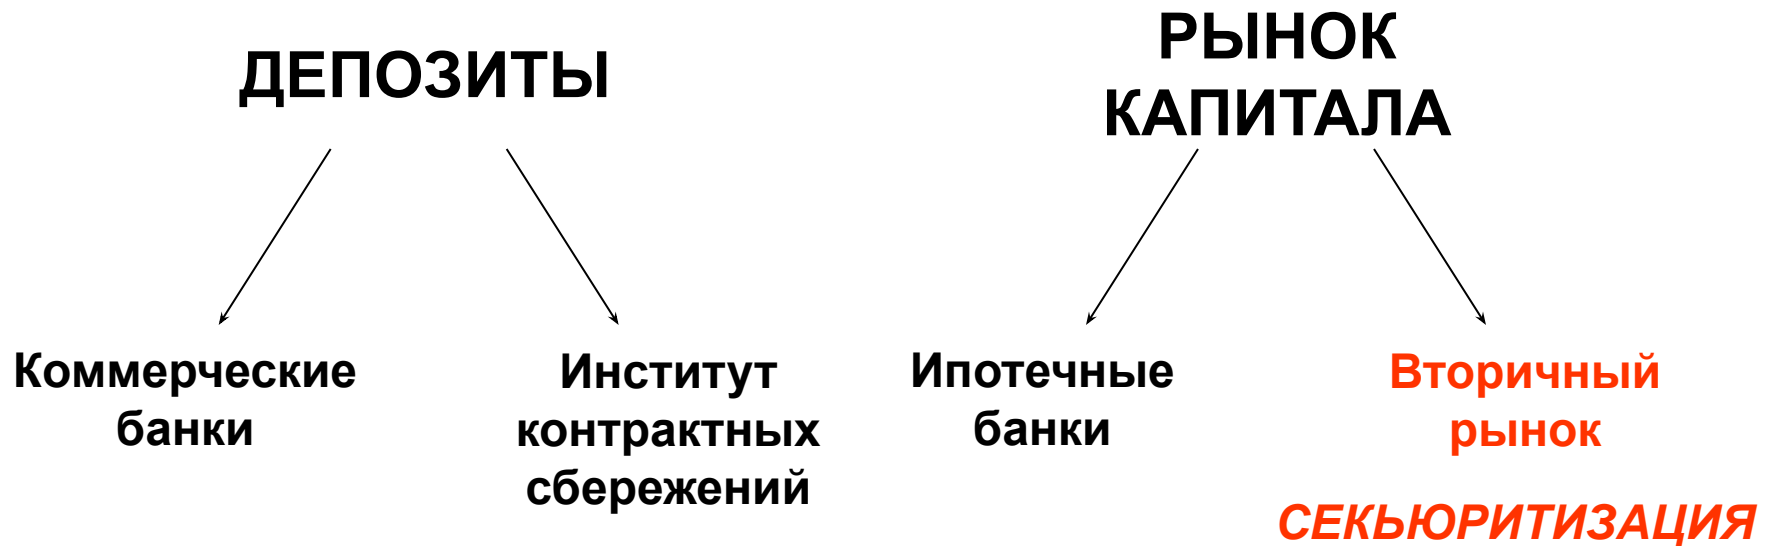 ДЕПОЗИТЫ
РЫНОК
КАПИТАЛА
Коммерческие
банки
Институт
контрактных
сбережений
Ипотечные
банки
Вторичный
рынок
СЕКЬЮРИТИЗАЦИЯ